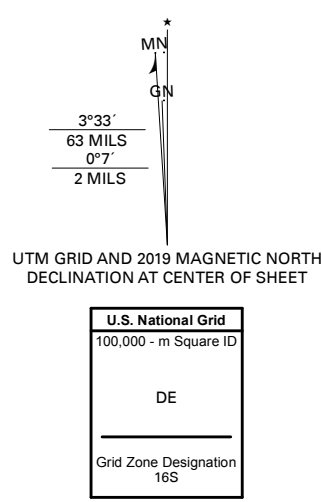 MN
GN
3°33´
63 MILS
0°7´
2 MILS
UTM GRID AND 2019 MAGNETIC NORTH
DECLINATION AT CENTER OF SHEET
U.S. National Grid
100,000 - m Square ID
DE
Grid Zone Designation
16S